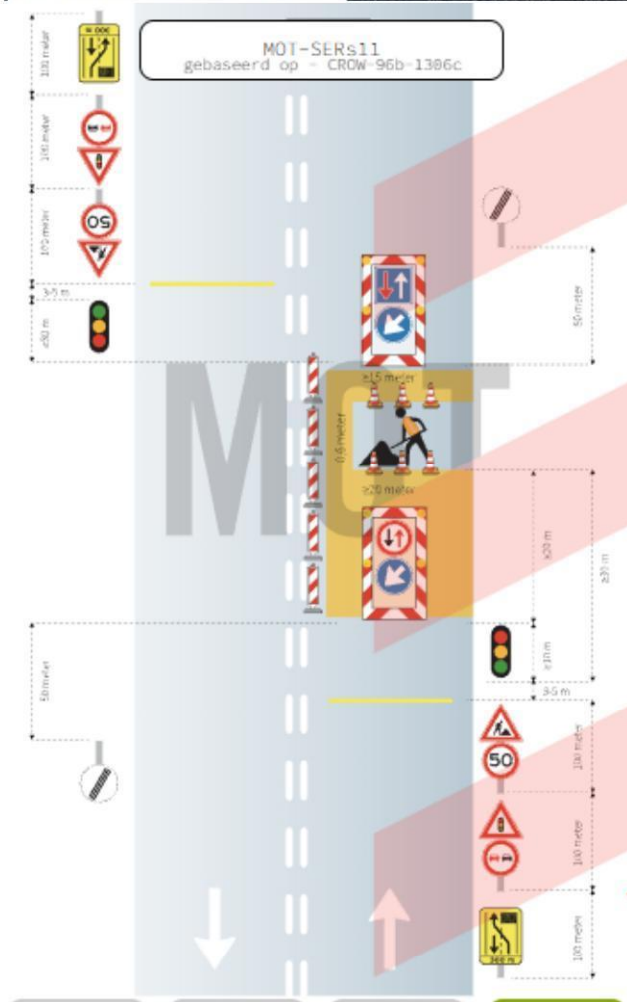 MOT-SERs11
gebaseerd op - CROW-96b-1306c
300 m
100 meter
100 meter
50
100 meter
3-5 m
50 meter
≥15 meter
MOT
0,6 meter
≥20 meter
≥20 m
≥30 m
≥10 m
3-5 m
50 meter
50
100 meter
100 meter
300 m
100 meter